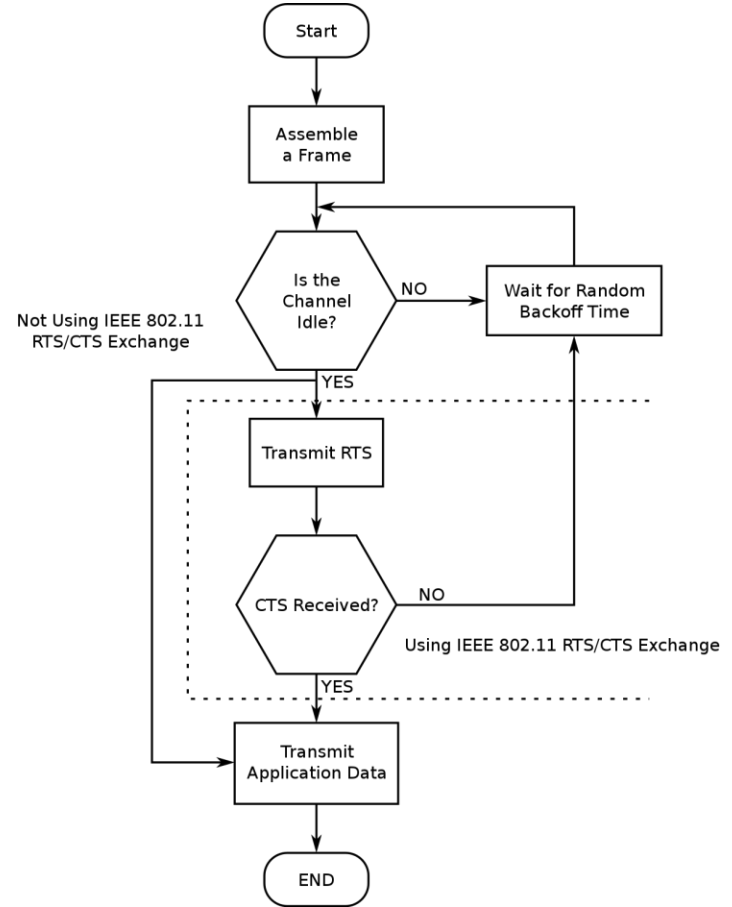 Start
Assemble
a Frame
Is the
Channel
Idle?
NO
Wait for Random
Backoff Time
Not Using IEEE 802.11
RTS/CTS Exchange
YES
Transmit RTS
CTS Received?
NO
Using IEEE 802.11 RTS/CTS Exchange
YES
Transmit
Application Data
END